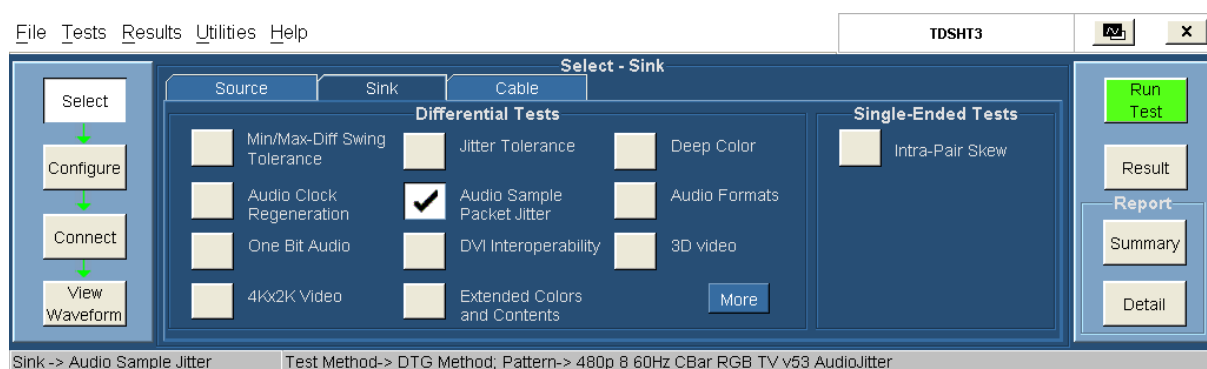 File Tests Results Utilities Help
TDSHT3
x
Select - Sink
Select
Configure
Connect
View
Waveform
Source Sink Cable
Differential Tests
Min/Max-Diff Swing
Tolerance
Jitter Tolerance
Deep Color
Audio Clock
Regeneration
Audio Sample
Packet Jitter
Audio Formats
One Bit Audio
DVI Interoperability
3D video
4Kx2K Video
Extended Colors
and Contents
More
Single-Ended Tests
Intra-Pair Skew
Run
Test
Result
Report
Summary
Detail
Sink -> Audio Sample Jitter Test Method-> DTG Method; Pattern-> 480p 8 60Hz CBar RGB TV v53 AudioJitter